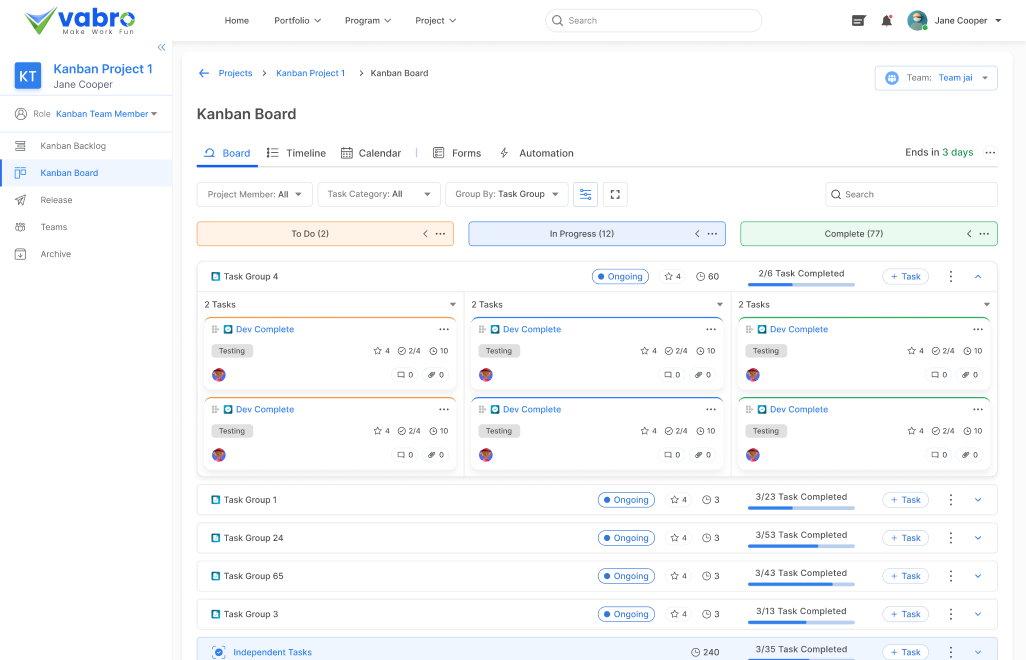 vabro
Make Work Fun
Home Portfolio Program Project Search Jane Cooper
KT Kanban Project 1
Jane Cooper
Role Kanban Team Member
Kanban Backlog
Kanban Board
Release
Teams
Archive
Projects > Kanban Project 1 > Kanban Board
Team: Team jai
Kanban Board
Board Timeline Calendar | Forms Automation Ends in 3 days
Project Member: All Task Category: All Group By: Task Group Search
To Do (2) In Progress (12) Complete (77)
Task Group 4 Ongoing 4 60 2/6 Task Completed + Task
2 Tasks 2 Tasks 2 Tasks
Dev Complete Dev Complete Dev Complete
Testing 4 2/4 10 Testing 4 2/4 10 Testing 4 2/4 10
0 0 0 0 0 0
Dev Complete Dev Complete Dev Complete
Testing 4 2/4 10 Testing 4 2/4 10 Testing 4 2/4 10
0 0 0 0 0 0
Task Group 1 Ongoing 4 3 3/23 Task Completed + Task
Task Group 24 Ongoing 4 3 3/53 Task Completed + Task
Task Group 65 Ongoing 4 3 3/43 Task Completed + Task
Task Group 3 Ongoing 4 3 3/13 Task Completed + Task
Independent Tasks 240 3/35 Task Completed + Task